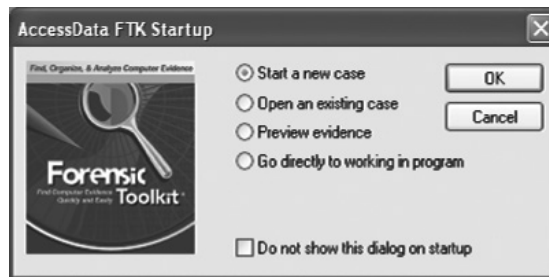 AccessData FTK Startup
Find, Organize, & Analyze Computer Evidence
Forensic
Find Computer Evidence
Quickly and Easily
Toolkit
Start a new case
Open an existing case
Preview evidence
Go directly to working in program
Do not show this dialog on startup
OK
Cancel